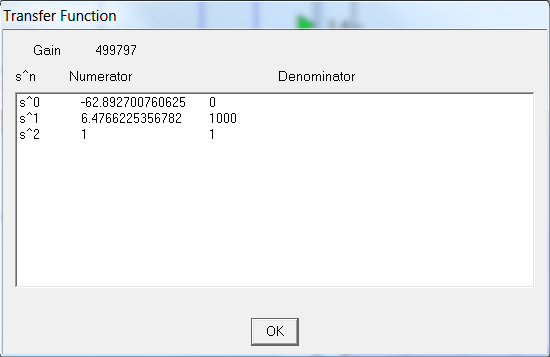 Transfer Function
Gain 499797
s^n Numerator Denominator
s^0 -62.892700760625 0
s^1 6.4766225356782 1000
s^2 1 1
OK